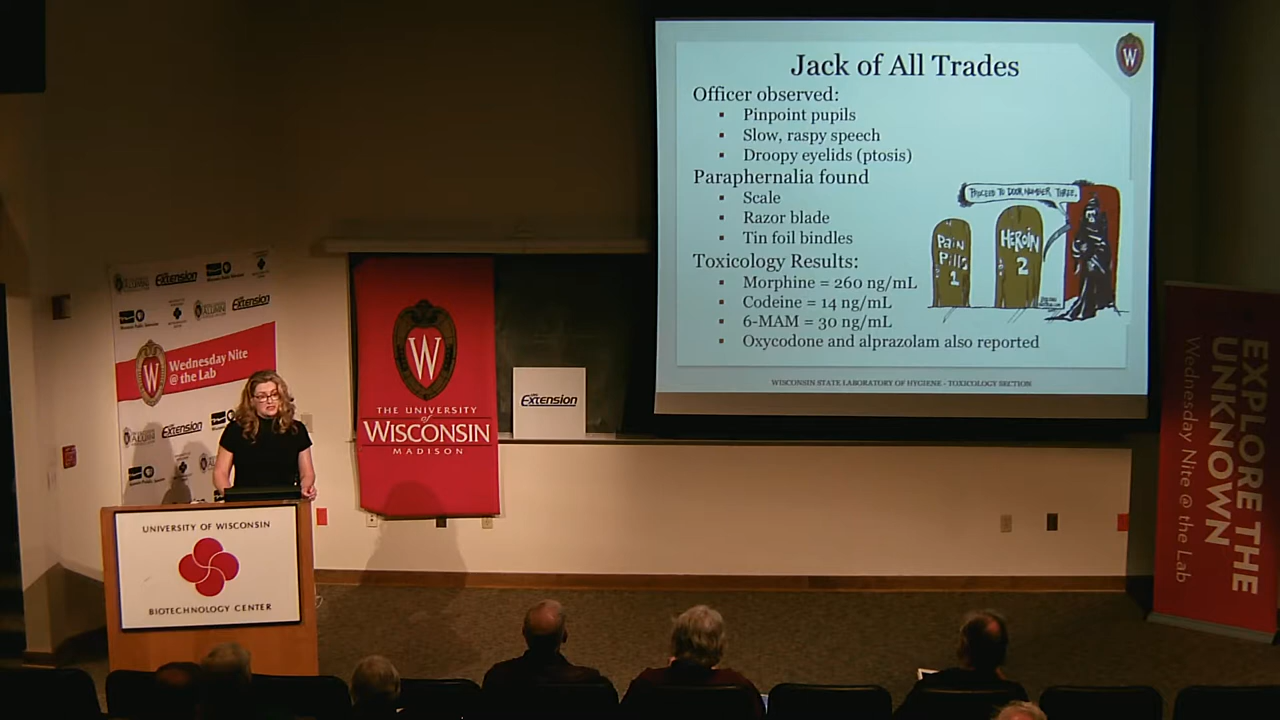 Jack of All Trades
W
Officer observed:
▪ Pinpoint pupils
▪ Slow, raspy speech
▪ Droopy eyelids (ptosis)
Paraphernalia found
▪ Scale
▪ Razor blade
▪ Tin foil bindles
Toxicology Results:
▪ Morphine = 260 ng/mL
▪ Codeine = 14 ng/mL
▪ 6-MAM = 30 ng/mL
▪ Oxycodone and alprazolam also reported
PROCEED TO DOOR NUMBER THREE.
PAIN
PILLS
1
HEROIN
2
WISCONSIN STATE LABORATORY OF HYGIENE - TOXICOLOGY SECTION
Extension
Extension
W
Wednesday Nite
@ the Lab
Extension
W
THE UNIVERSITY
of
WISCONSIN
MADISON
Extension
UNIVERSITY OF WISCONSIN
BIOTECHNOLOGY CENTER
EXPLORE THE
UNKNOWN
Wednesday Nite @ the Lab